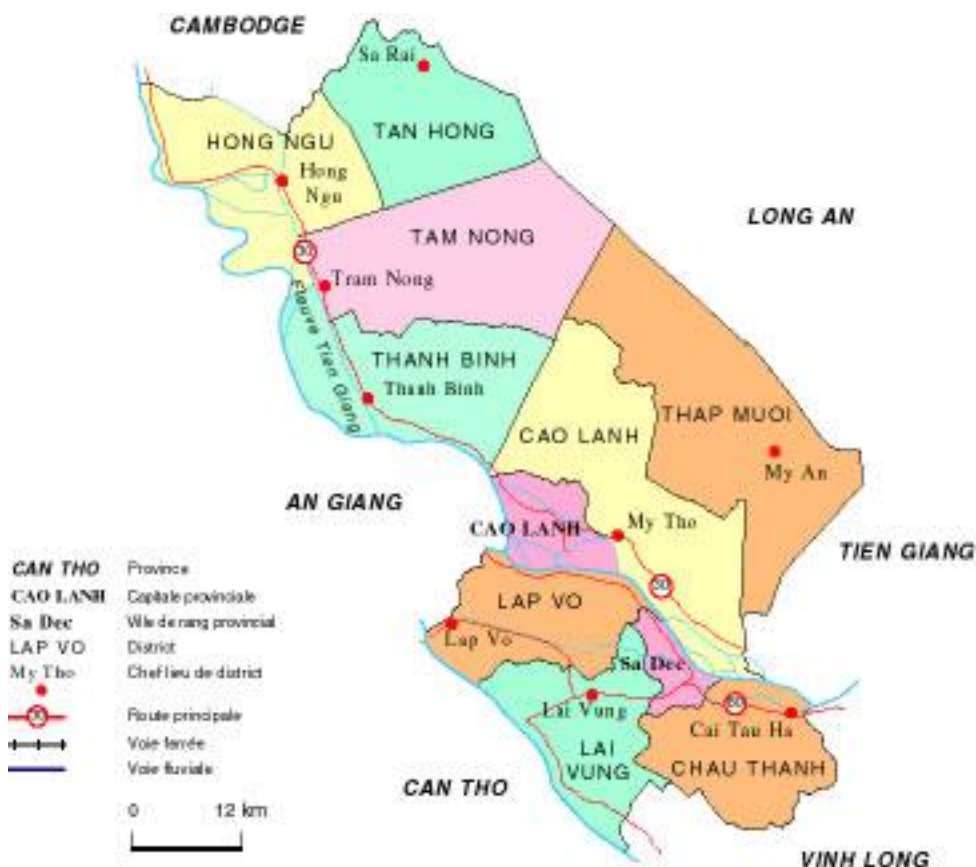 CAMBODGE
Sa Rai
TAN HONG
HONG NGU
Hong
Ngu
LONG AN
TAM NONG
30
Tram Nong
Fleuve Tien Giang
THANH BINH
Thanh Binh
THAP MUOI
CAO LANH
My An
AN GIANG
CAO LANH
My Tho
TIEN GIANG
30
LAP VO
Lap Vo
Sa Dec
Lai Vung
80
Cai Tau Ha
LAI
VUNG
CHAU THANH
CAN THO
VINH LONG
CAN THO Province
CAO LANH Capitale provinciale
Sa Dec Ville de rang provincial
LAP VO District
My Tho Chef lieu de district
30 Route principale
Voie ferrée
Voie fluviale
0 12 km